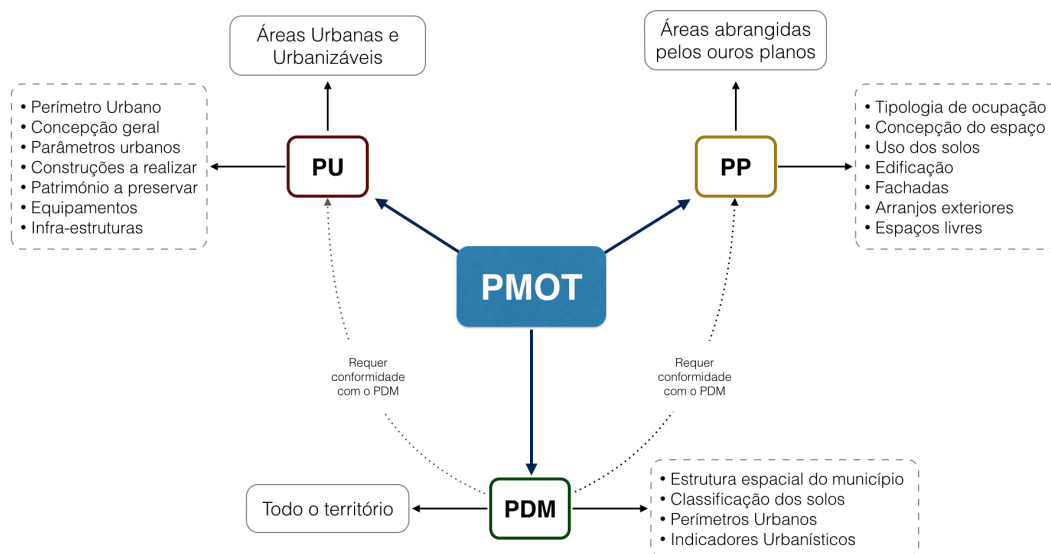 Áreas Urbanas e
Urbanizáveis
Áreas abrangidas
pelos ouros planos
• Perímetro Urbano
• Concepção geral
• Parâmetros urbanos
• Construções a realizar
• Património a preservar
• Equipamentos
• Infra-estruturas
PU
PP
• Tipologia de ocupação
• Concepção do espaço
• Uso dos solos
• Edificação
• Fachadas
• Arranjos exteriores
• Espaços livres
PMOT
Requer
conformidade
com o PDM
Requer
conformidade
com o PDM
Todo o território
PDM
• Estrutura espacial do município
• Classificação dos solos
• Perímetros Urbanos
• Indicadores Urbanísticos